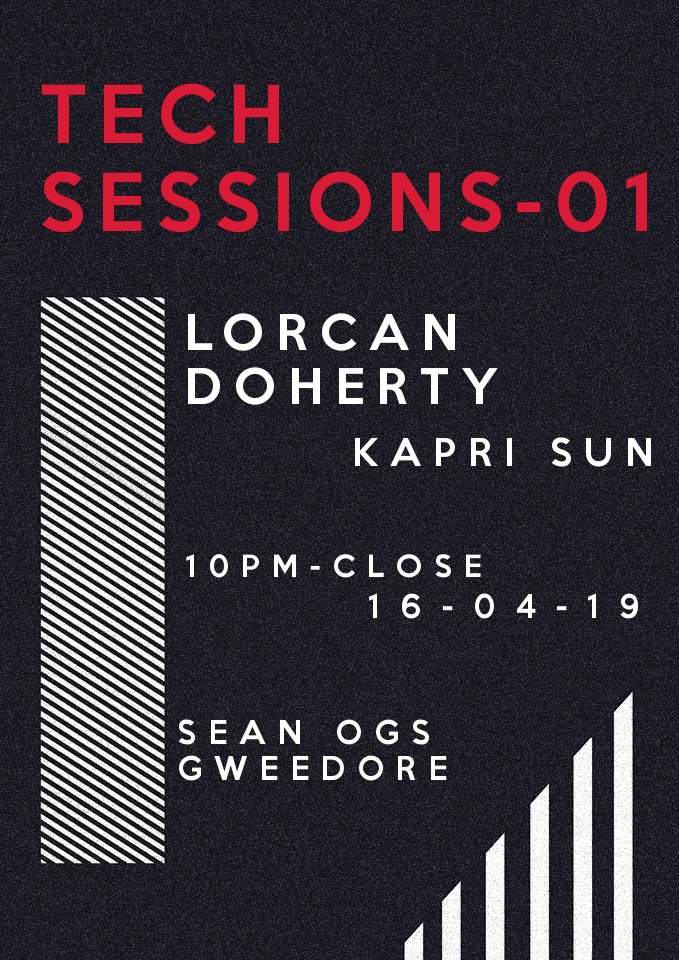 TECH
SESSIONS-01
LORCAN
DOHERTY
KAPRI SUN
10PM-CLOSE
16-04-19
SEAN OGS
GWEEDORE